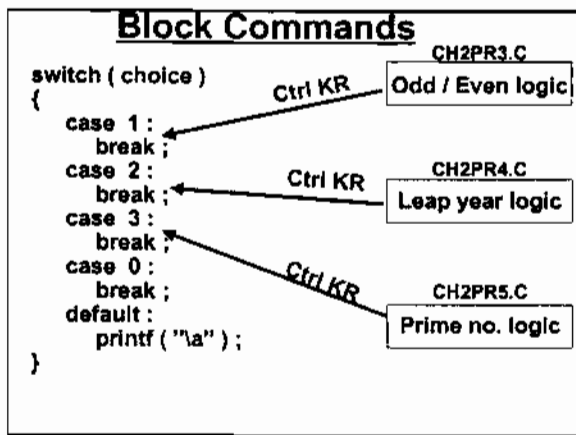 Block Commands
switch ( choice )
{
case 1 :
break ;
case 2 :
break ;
case 3 :
break ;
case 0 :
break ;
default :
printf ( "\a" ) ;
}
Ctrl KR
CH2PR3.C
Odd / Even logic
Ctrl KR
CH2PR4.C
Leap year logic
Ctrl KR
CH2PR5.C
Prime no. logic